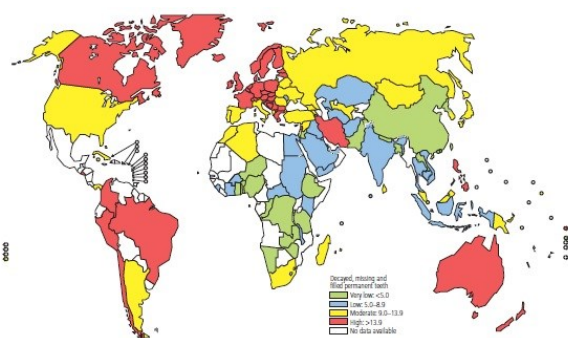 Decayed, missing and
filled permanent teeth
Very low: <5.0
Low: 5.0–8.9
Moderate: 9.0–13.9
High: >13.9
No data available